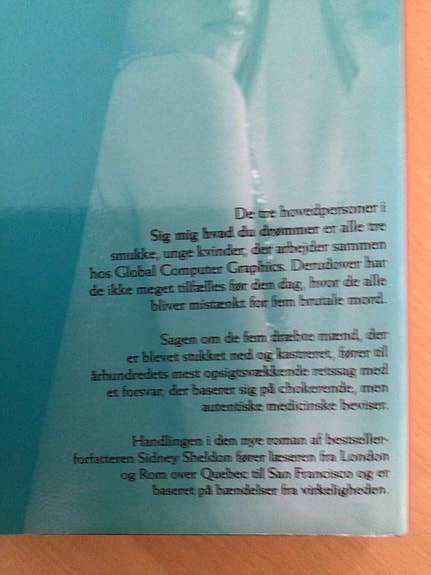 De tre hovedpersoner i
Sig mig hvad du drømmer er alle tre
smukke, unge kvinder, der arbejder sammen
hos Global Computer Graphics. Derudover har
de ikke meget tilfælles før den dag, hvor de alle
bliver mistænkt for fem brutale mord.
Sagen om de fem dræbte mænd, der
er blevet stukket ned og kastreret, fører til
århundredets mest opsigtsvækkende retssag med
et forsvar, der baserer sig på chokerende, men
autentiske medicinske beviser.
Handlingen i den nye roman af bestseller-
forfatteren Sidney Sheldon fører læseren fra London
og Rom over Quebec til San Francisco og er
baseret på hændelser fra virkeligheden.